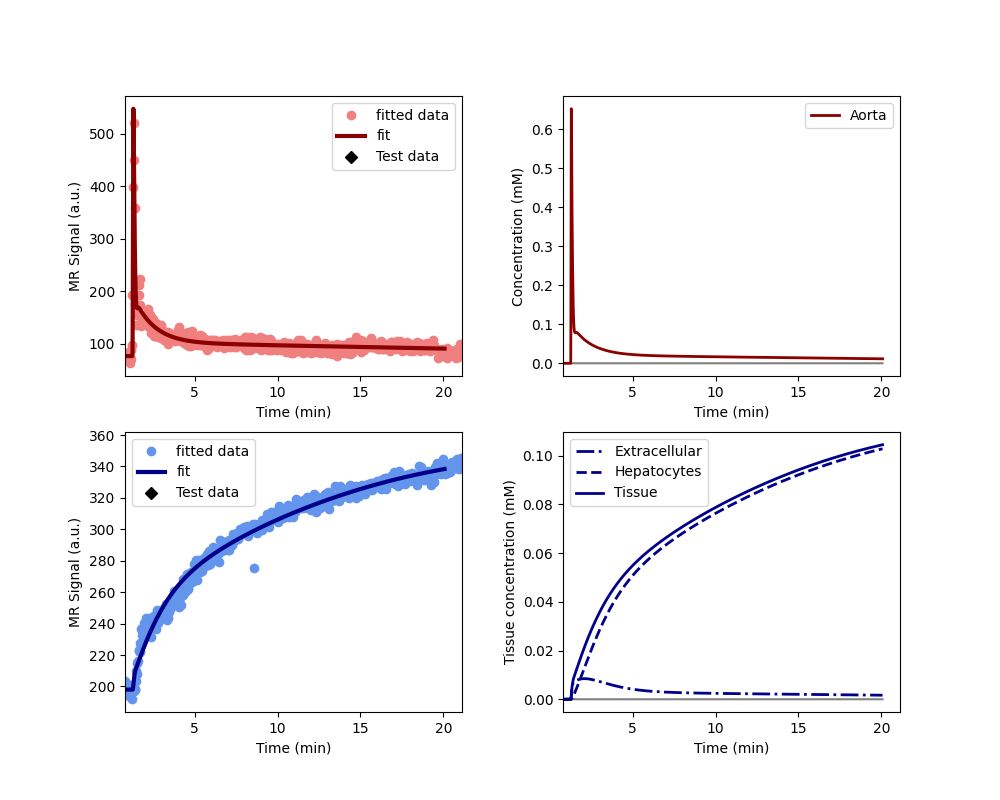 500
400
300
200
100
MR Signal (a.u.)
fitted data
fit
Test data
5
10
15
20
Time (min)
0.6
0.5
0.4
0.3
0.2
0.1
0.0
Concentration (mM)
Aorta
5
10
15
20
Time (min)
360
340
320
300
280
260
240
220
200
MR Signal (a.u.)
fitted data
fit
Test data
5
10
15
20
Time (min)
0.10
0.08
0.06
0.04
0.02
0.00
Tissue concentration (mM)
Extracellular
Hepatocytes
Tissue
5
10
15
20
Time (min)